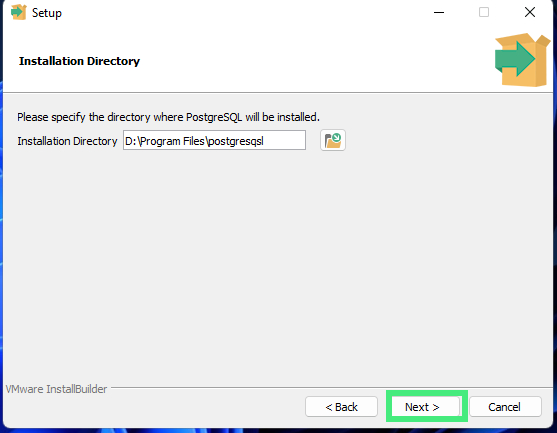 Setup
Installation Directory
Please specify the directory where PostgreSQL will be installed.
Installation Directory D:\Program Files\postgresqsl
VMware InstallBuilder
< Back Next > Cancel